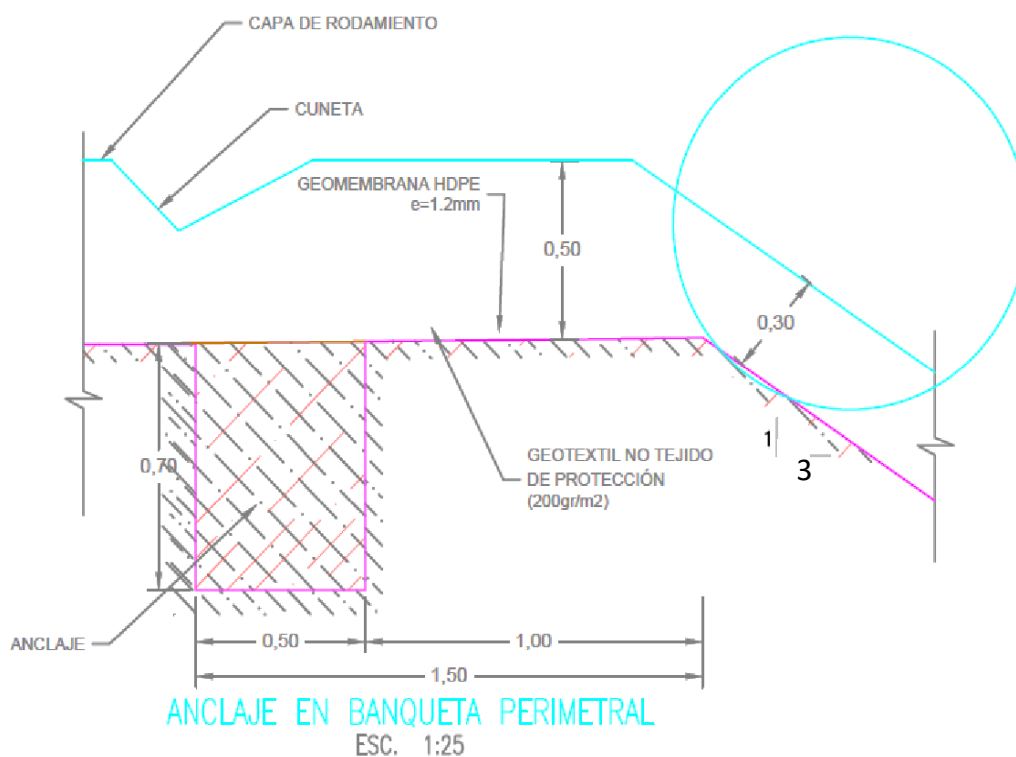 CAPA DE RODAMIENTO
CUNETA
GEOMEMBRANA HDPE
e=1.2mm
0,50
0,30
1
3
0,70
GEOTEXTIL NO TEJIDO
DE PROTECCIÓN
(200gr/m2)
ANCLAJE
0,50
1,00
1,50
ANCLAJE EN BANQUETA PERIMETRAL
ESC. 1:25